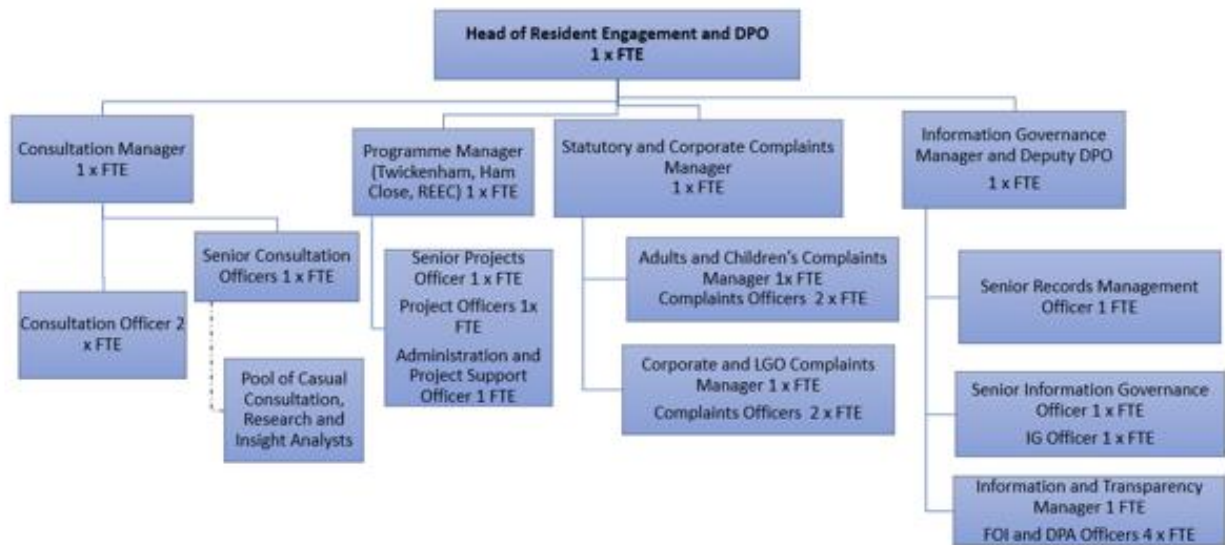 Head of Resident Engagement and DPO
1 x FTE
Consultation Manager
1 x FTE
Programme Manager
(Twickenham, Ham
Close, REEC) 1 x FTE
Statutory and Corporate Complaints
Manager
1 x FTE
Information Governance
Manager and Deputy DPO
1 x FTE
Senior Consultation
Officers 1 x FTE
Consultation Officer 2
x FTE
Pool of Casual
Consultation,
Research and
Insight Analysts
Senior Projects
Officer 1 x FTE
Project Officers 1x
FTE
Administration and
Project Support
Officer 1 FTE
Adults and Children's Complaints
Manager 1x FTE
Complaints Officers 2 x FTE
Corporate and LGO Complaints
Manager 1 x FTE
Complaints Officers 2 x FTE
Senior Records Management
Officer 1 FTE
Senior Information Governance
Officer 1 x FTE
IG Officer 1 x FTE
Information and Transparency
Manager 1 FTE
FOI and DPA Officers 4 x FTE